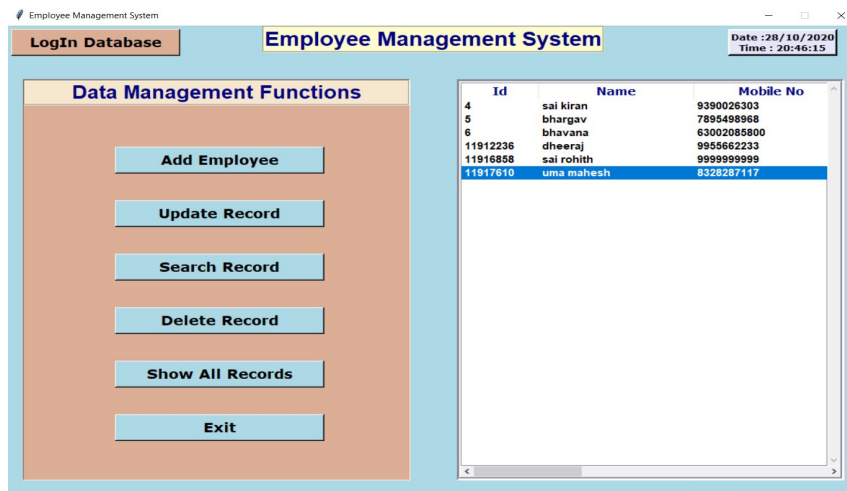 Employee Management System
LogIn Database
Employee Management System
Date :28/10/2020
Time : 20:46:15
Data Management Functions
Add Employee
Update Record
Search Record
Delete Record
Show All Records
Exit
Id Name Mobile No
4 sai kiran 9390026303
5 bhargav 7895498968
6 bhavana 63002085800
11912236 dheeraj 9955662233
11916858 sai rohith 9999999999
11917610 uma mahesh 8328287117